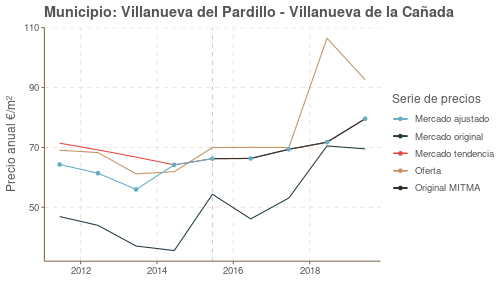 Municipio: Villanueva del Pardillo - Villanueva de la Cañada
Precio anual €/m²
110
90
70
50
2012
2014
2016
2018
Serie de precios
Mercado ajustado
Mercado original
Mercado tendencia
Oferta
Original MITMA